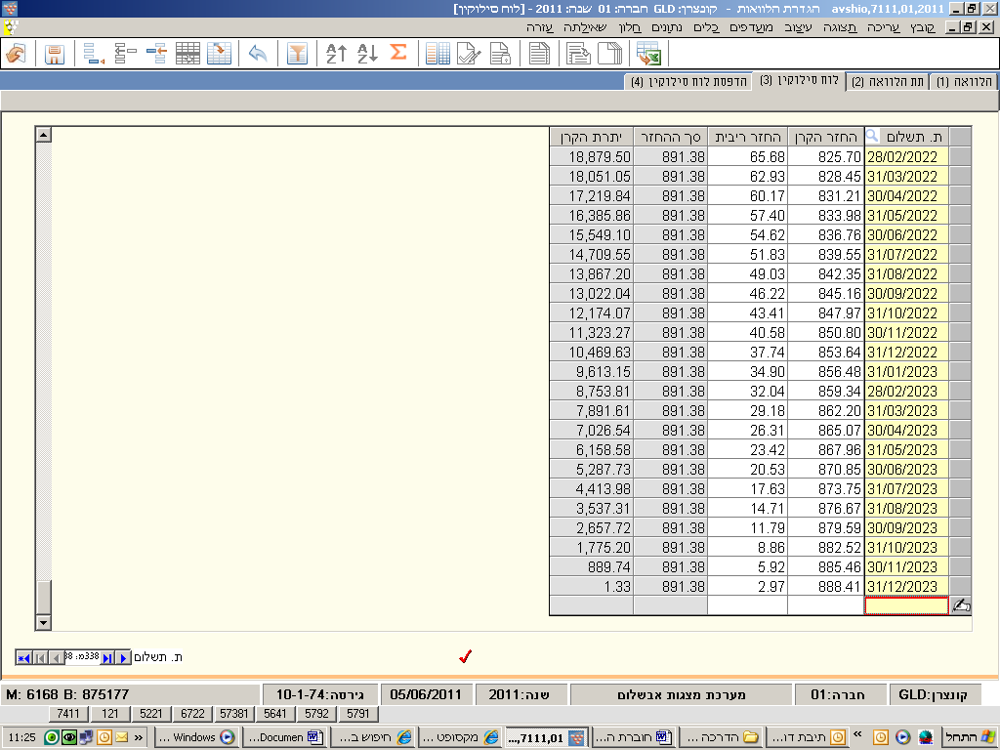 avshio,7111,01,2011 הגדרת הלוואות - קונצרן: GLD חברה: 01 שנה: 2011 - [לוח סילוקין]
קובץ עריכה תצוגה עיצוב מועדפים כלים נתונים חלון שאילתה עזרה
הלוואה (1) תת הלוואה (2) לוח סילוקין (3) הדפסת לוח סילוקין (4)
ת. תשלום החזר הקרן החזר ריבית סך ההחזר יתרת הקרן
28/02/2022 825.70 65.68 891.38 18,879.50
31/03/2022 828.45 62.93 891.38 18,051.05
30/04/2022 831.21 60.17 891.38 17,219.84
31/05/2022 833.98 57.40 891.38 16,385.86
30/06/2022 836.76 54.62 891.38 15,549.10
31/07/2022 839.55 51.83 891.38 14,709.55
31/08/2022 842.35 49.03 891.38 13,867.20
30/09/2022 845.16 46.22 891.38 13,022.04
31/10/2022 847.97 43.41 891.38 12,174.07
30/11/2022 850.80 40.58 891.38 11,323.27
31/12/2022 853.64 37.74 891.38 10,469.63
31/01/2023 856.48 34.90 891.38 9,613.15
28/02/2023 859.34 32.04 891.38 8,753.81
31/03/2023 862.20 29.18 891.38 7,891.61
30/04/2023 865.07 26.31 891.38 7,026.54
31/05/2023 867.96 23.42 891.38 6,158.58
30/06/2023 870.85 20.53 891.38 5,287.73
31/07/2023 873.75 17.63 891.38 4,413.98
31/08/2023 876.67 14.71 891.38 3,537.31
30/09/2023 879.59 11.79 891.38 2,657.72
31/10/2023 882.52 8.86 891.38 1,775.20
30/11/2023 885.46 5.92 891.38 889.74
31/12/2023 888.41 2.97 891.38 1.33
ת. תשלום
קונצרן:GLD חברה:01 מערכת מצגות אבשלום שנה:2011 05/06/2011 גירסה:10-1-74 M: 6168 B: 875177
7411 121 5221 6722 57381 5641 5792 5791
התחל » תיבת דו... הדרכה ... חוברת ה... 7111,01,... מקסופט ... חיפוש ב... Documen... Windows ... » 11:25